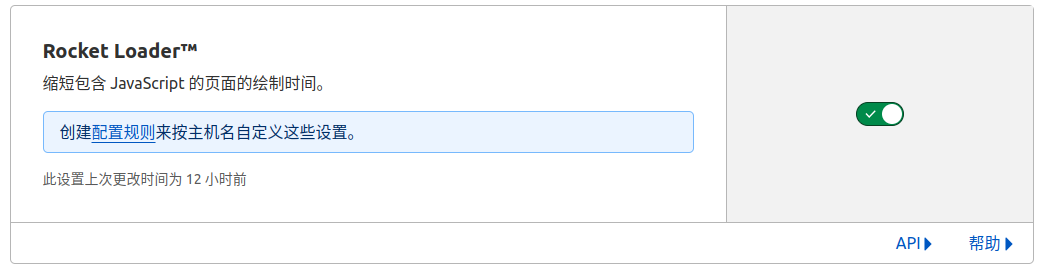 Rocket Loader™
缩短包含 JavaScript 的页面的绘制时间。
创建配置规则来按主机名自定义这些设置。
此设置上次更改时间为 12 小时前
API
帮助